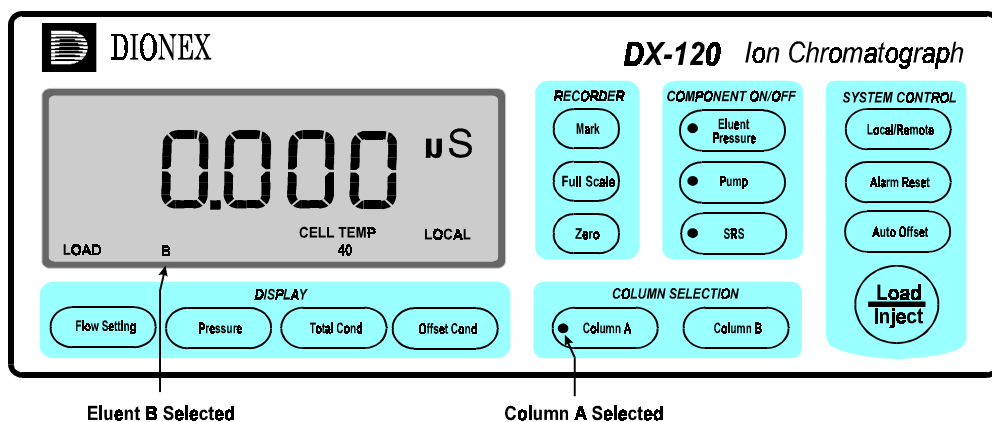 DIONEX
DX-120 Ion Chromatograph
0.000 µS
CELL TEMP
LOAD B 40 LOCAL
RECORDER
Mark
Full Scale
Zero
COMPONENT ON/OFF
Eluent
Pressure
Pump
SRS
SYSTEM CONTROL
Local/Remote
Alarm Reset
Auto Offset
Load
Inject
DISPLAY
Flow Setting
Pressure
Total Cond
Offset Cond
COLUMN SELECTION
Column A
Column B
Eluent B Selected
Column A Selected